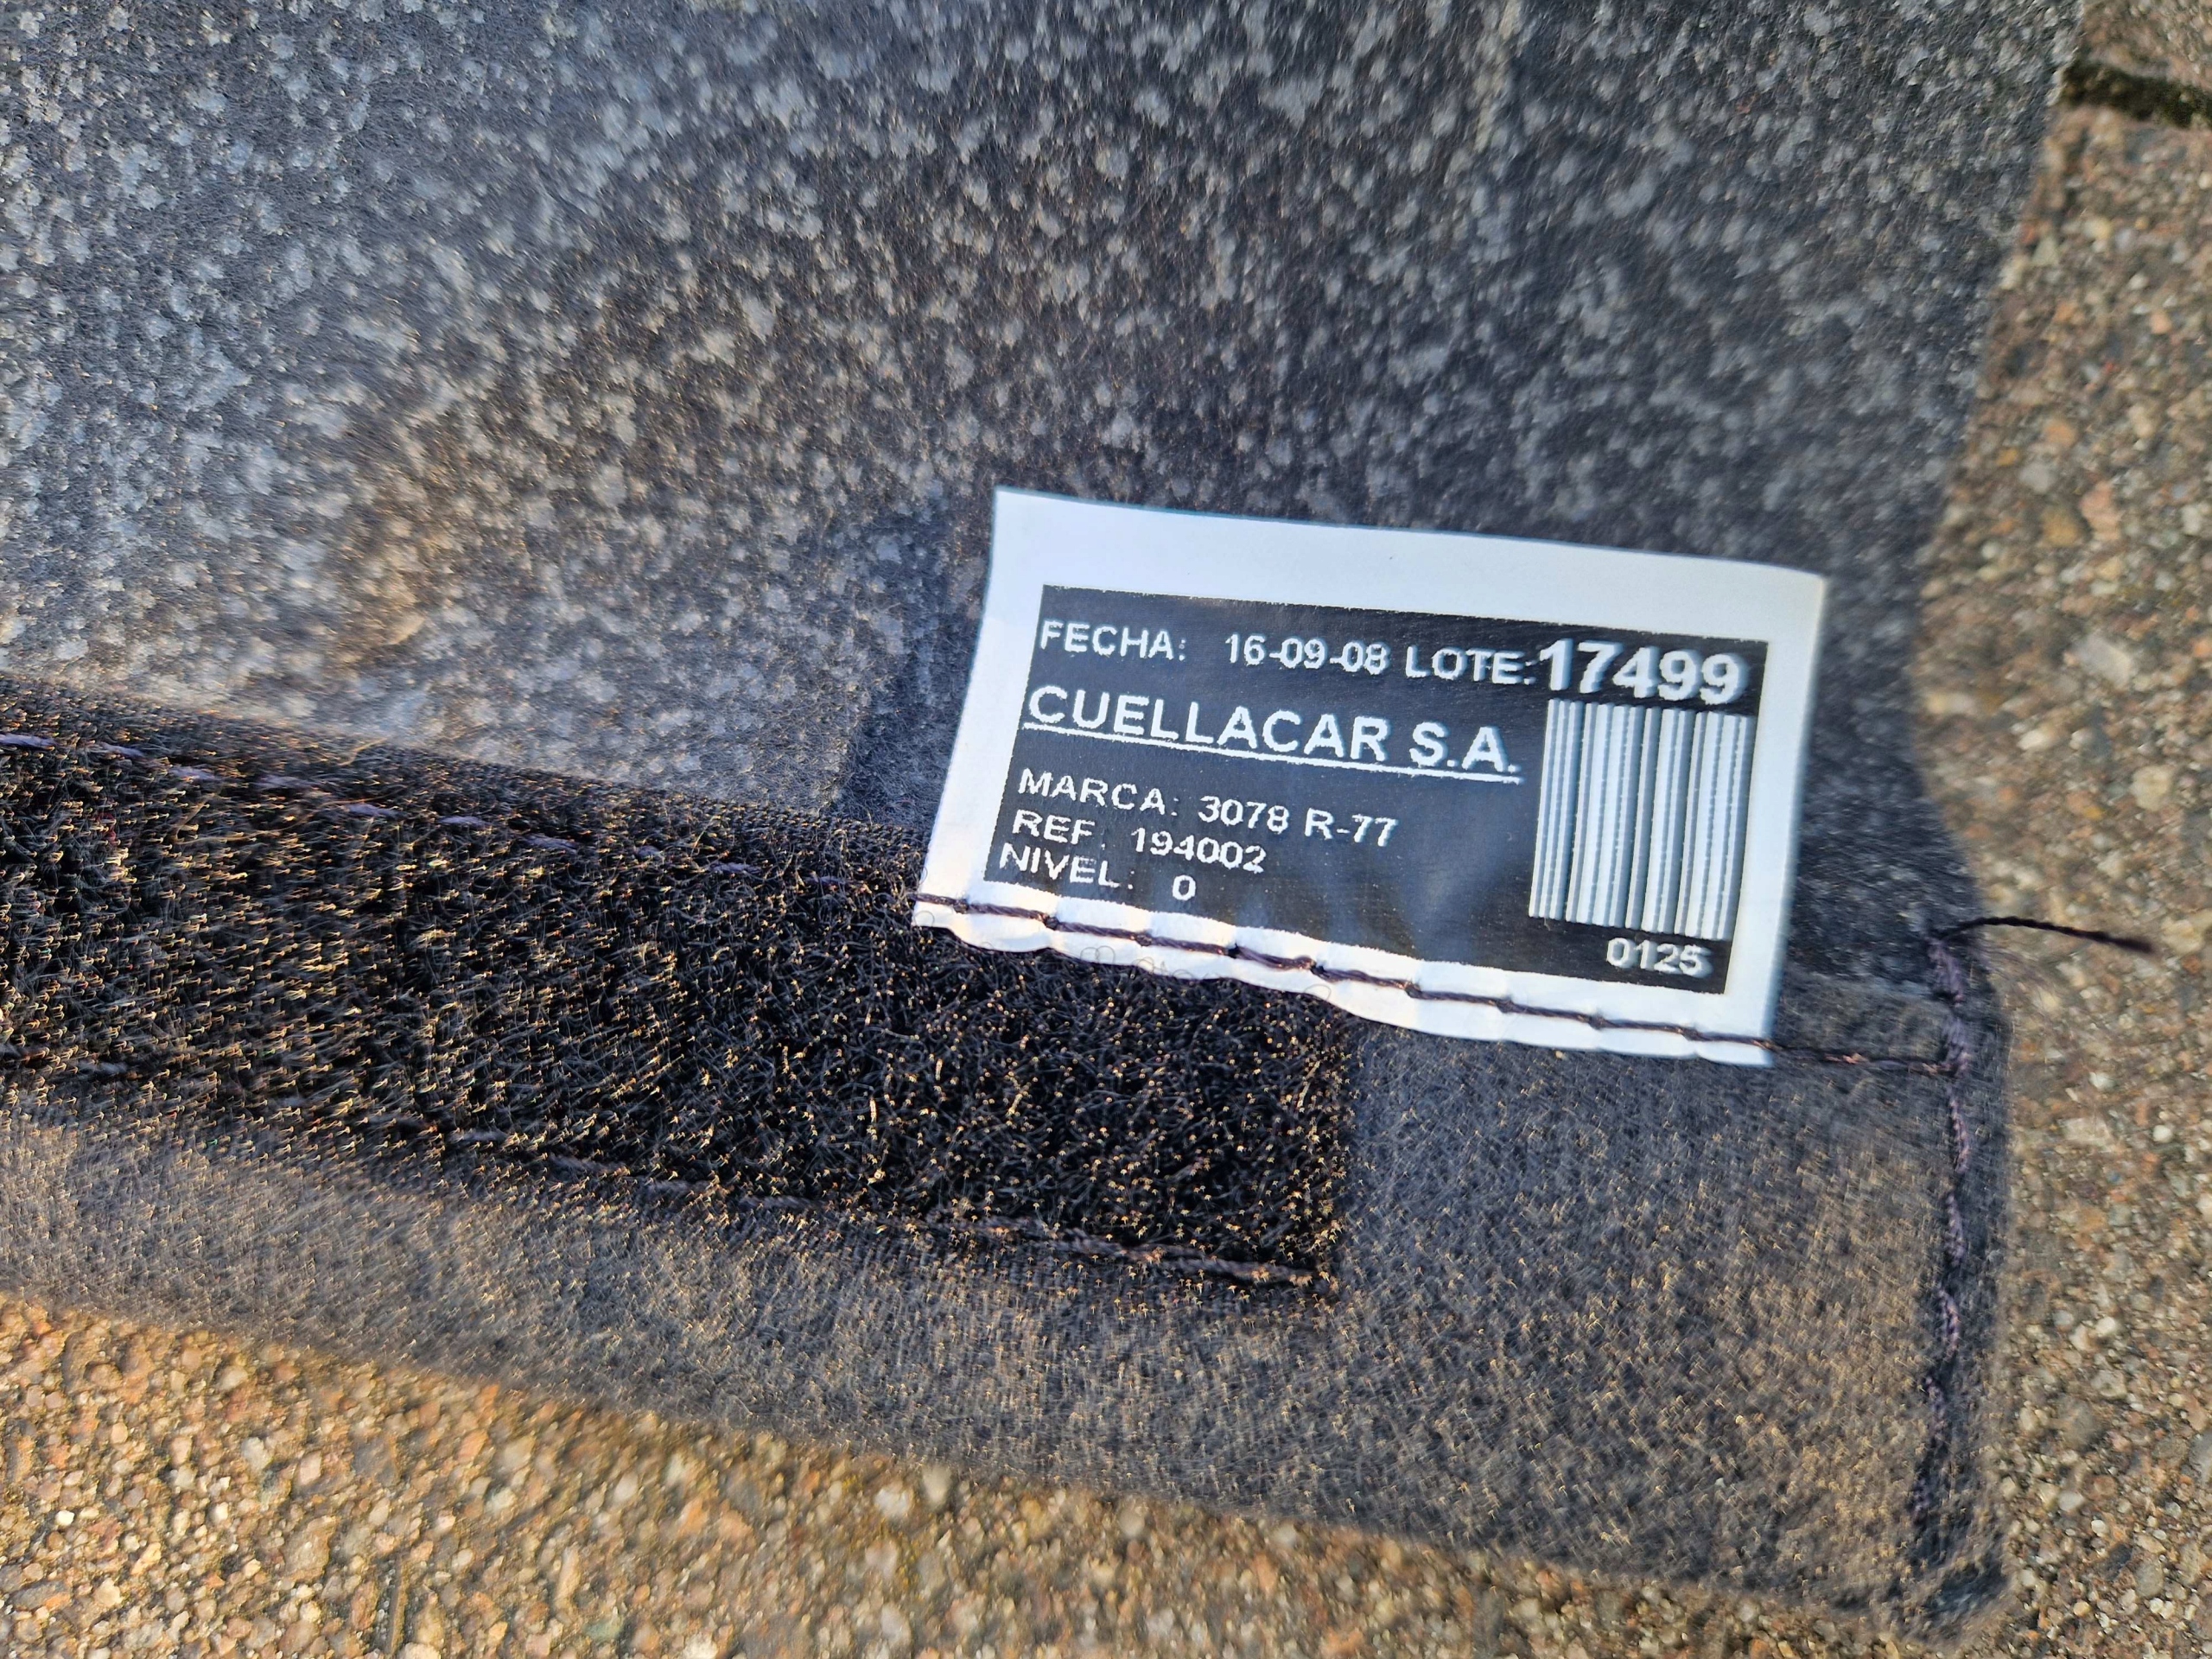 FECHA: 16-09-08 LOTE:17499
CUELLACAR S.A.
MARCA: 3078 R-77
REF. 194002
NIVEL: 0
0125